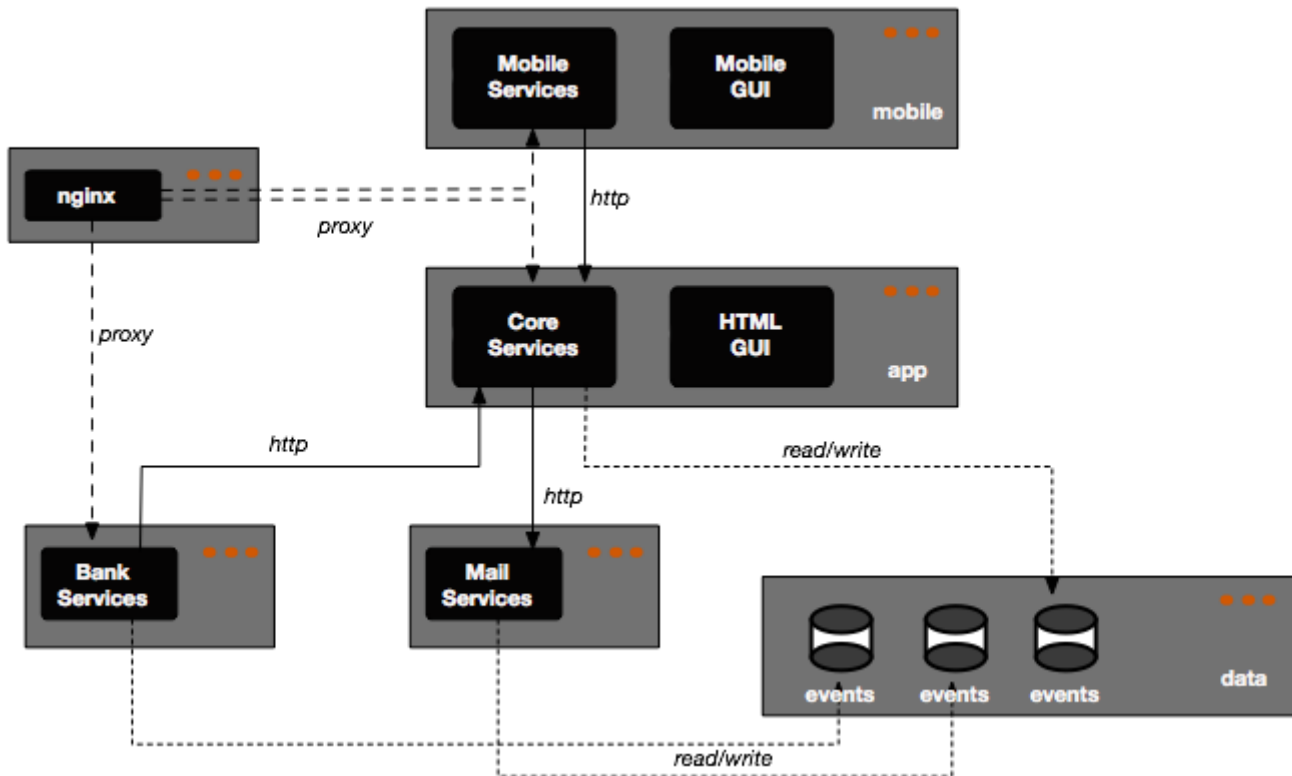 Mobile
Services
Mobile
GUI
mobile
nginx
http
proxy
Core
Services
HTML
GUI
app
proxy
http
read/write
http
Bank
Services
Mail
Services
events
events
events
data
read/write